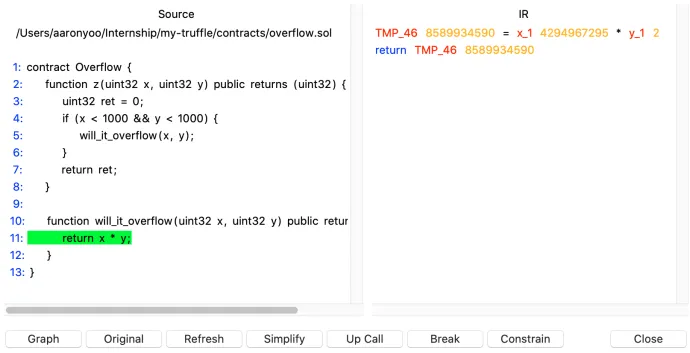 Source
/Users/aaronyoo/Internship/my-truffle/contracts/overflow.sol
1: contract Overflow {
2: function z(uint32 x, uint32 y) public returns (uint32) {
3: uint32 ret = 0;
4: if (x < 1000 && y < 1000) {
5: will_it_overflow(x, y);
6: }
7: return ret;
8: }
9:
10: function will_it_overflow(uint32 x, uint32 y) public retur
11: return x * y;
12: }
13: }
IR
TMP_46 8589934590 = x_1 4294967295 * y_1 2
return TMP_46 8589934590
Graph
Original
Refresh
Simplify
Up Call
Break
Constrain
Close